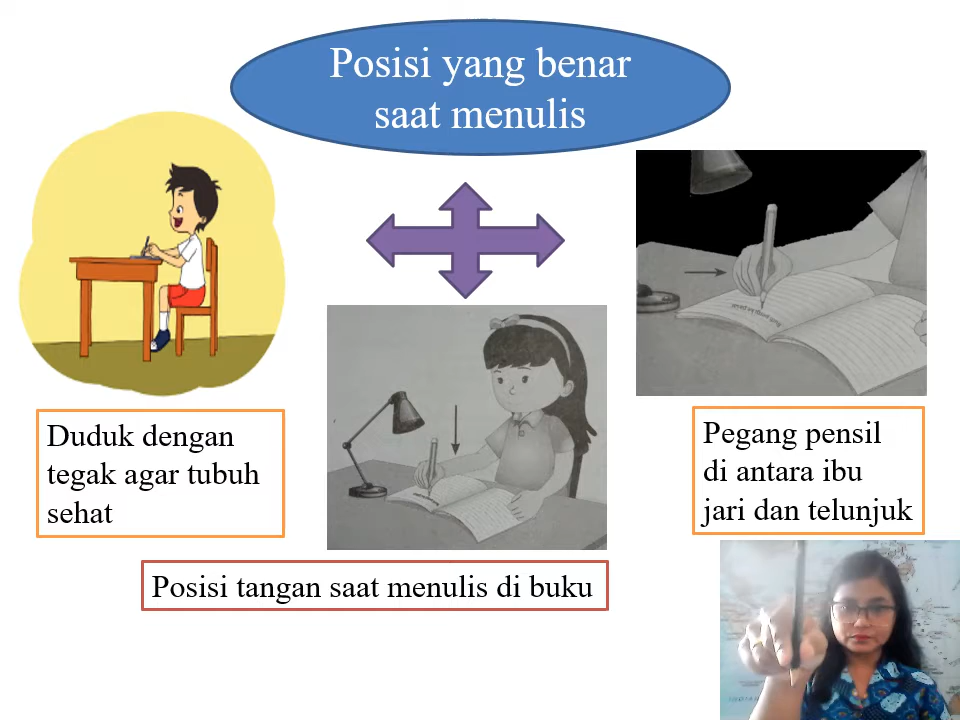 Posisi yang benar
saat menulis
Duduk dengan
tegak agar tubuh
sehat
Pegang pensil
di antara ibu
jari dan telunjuk
Posisi tangan saat menulis di buku